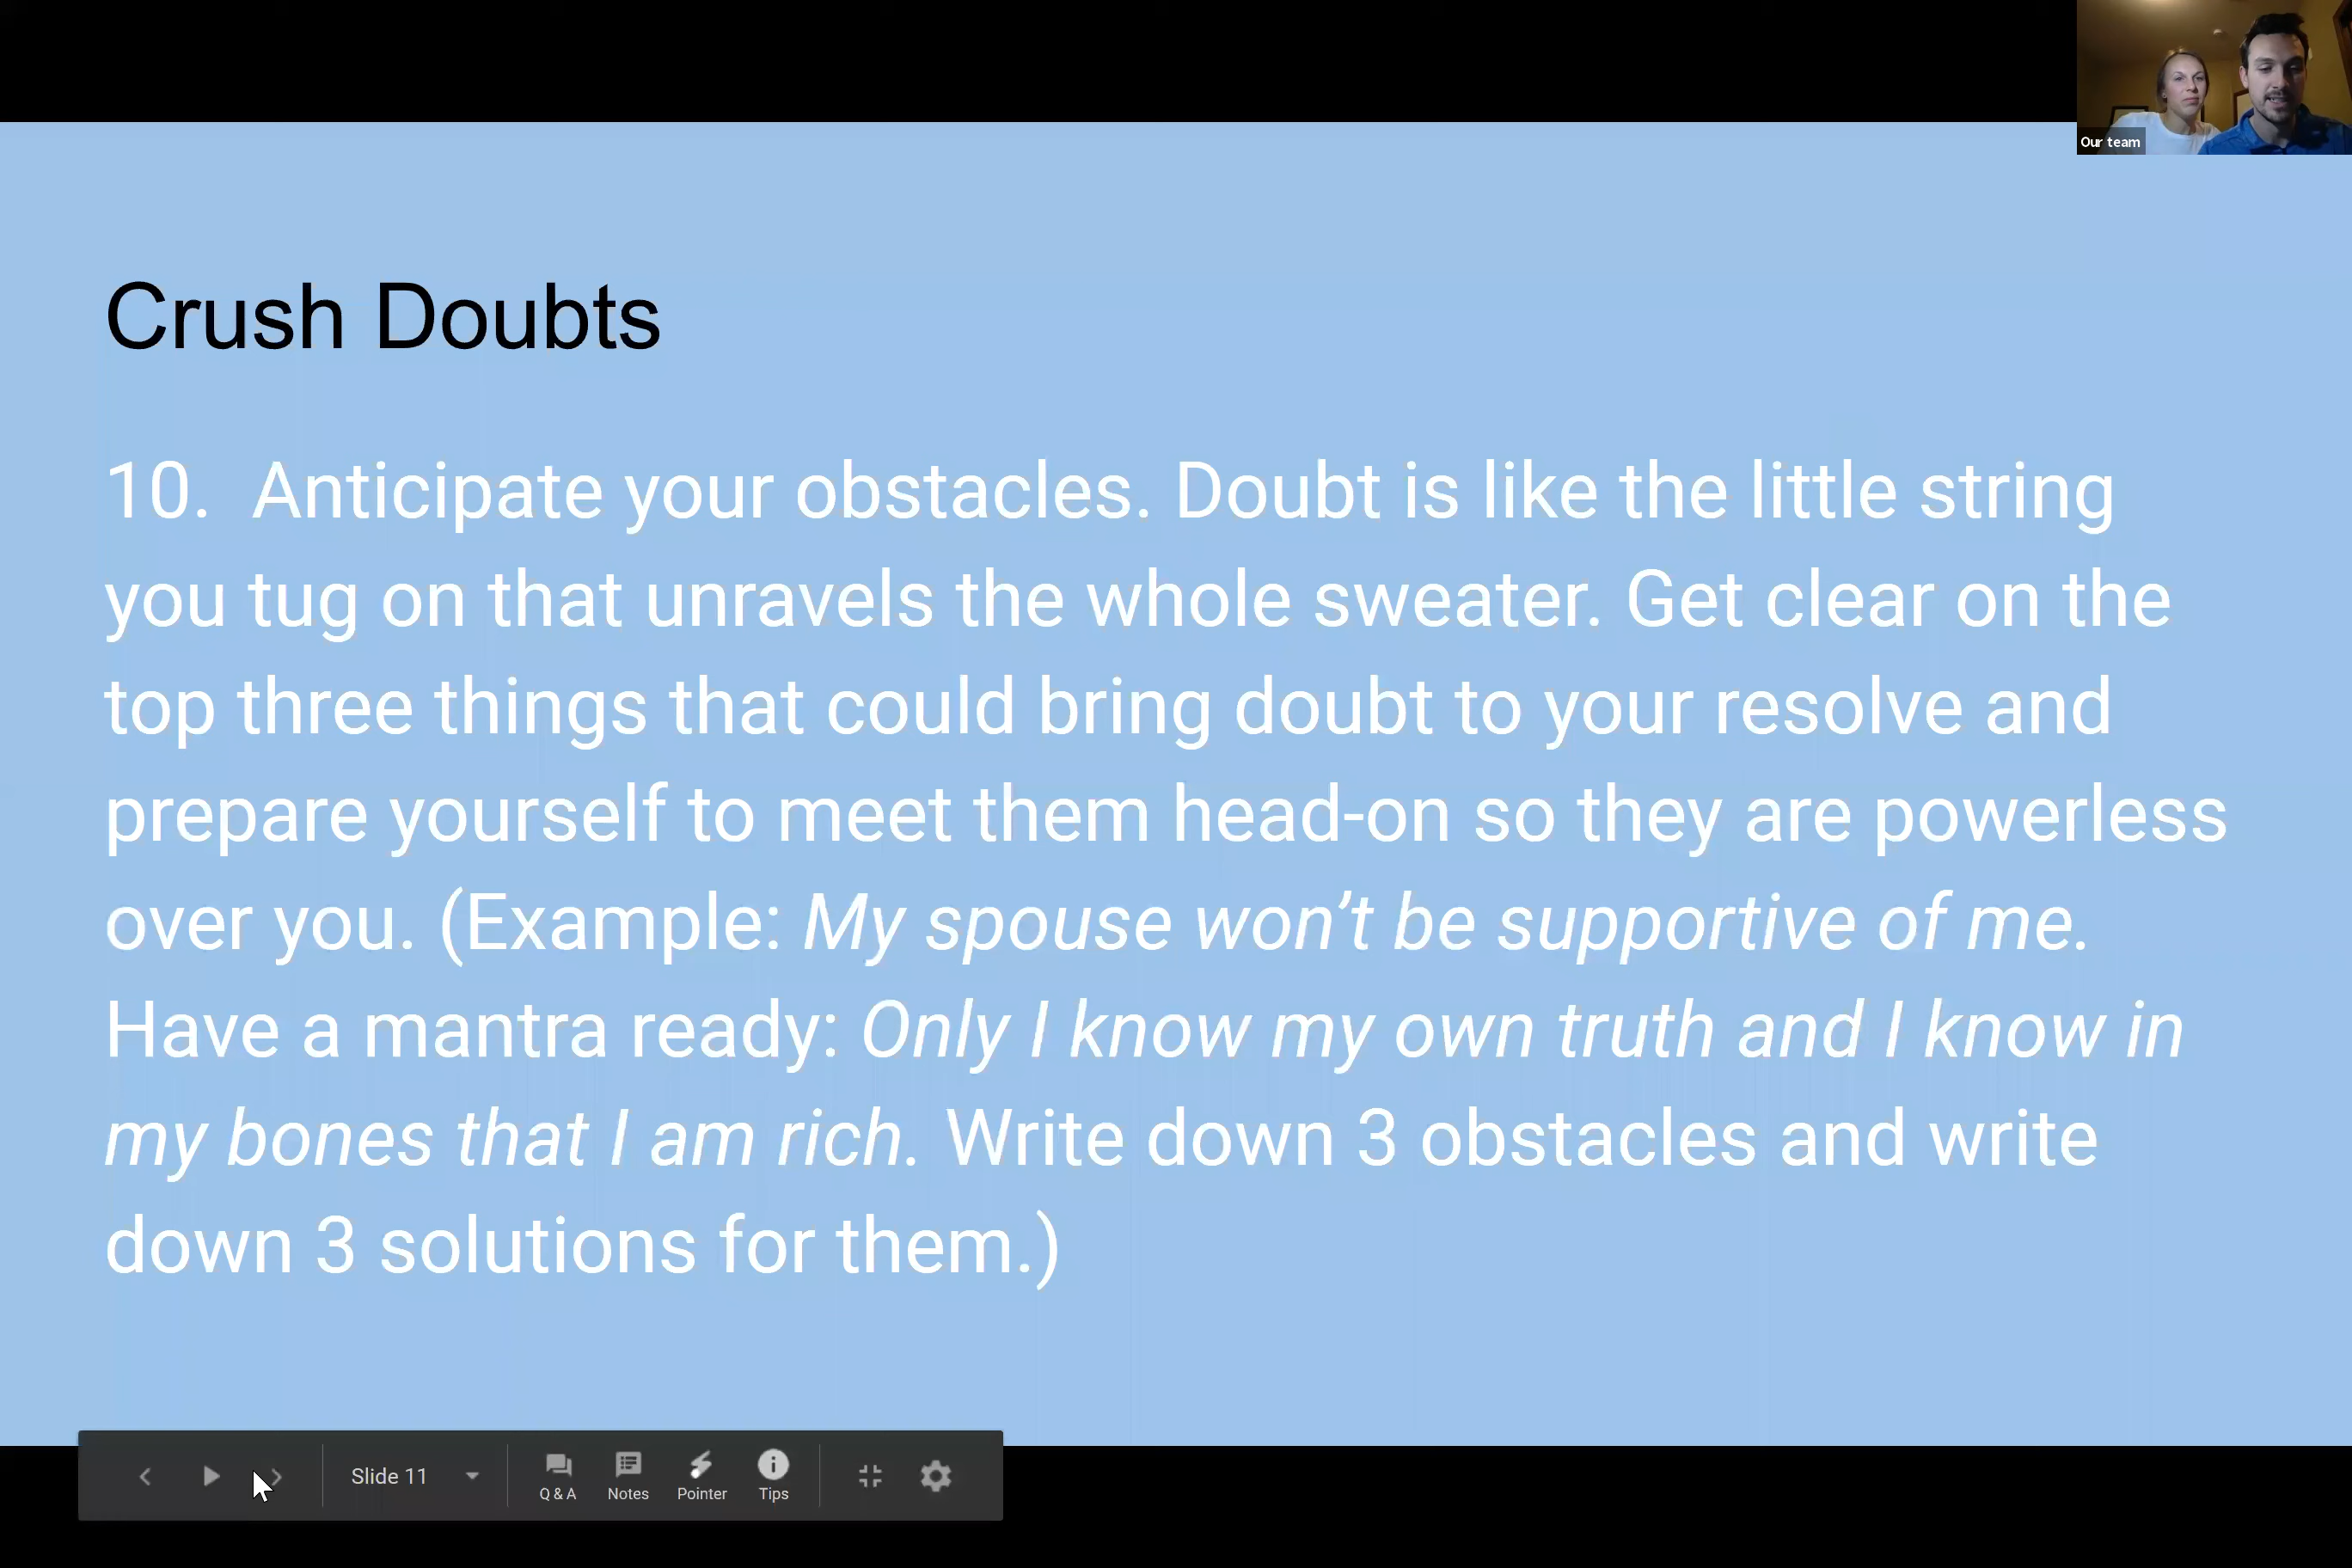 Our team
Crush Doubts
10. Anticipate your obstacles. Doubt is like the little string
you tug on that unravels the whole sweater. Get clear on the
top three things that could bring doubt to your resolve and
prepare yourself to meet them head-on so they are powerless
over you. (Example: My spouse won’t be supportive of me.
Have a mantra ready: Only I know my own truth and I know in
my bones that I am rich. Write down 3 obstacles and write
down 3 solutions for them.)
Slide 11
Q & A
Notes
Pointer
Tips